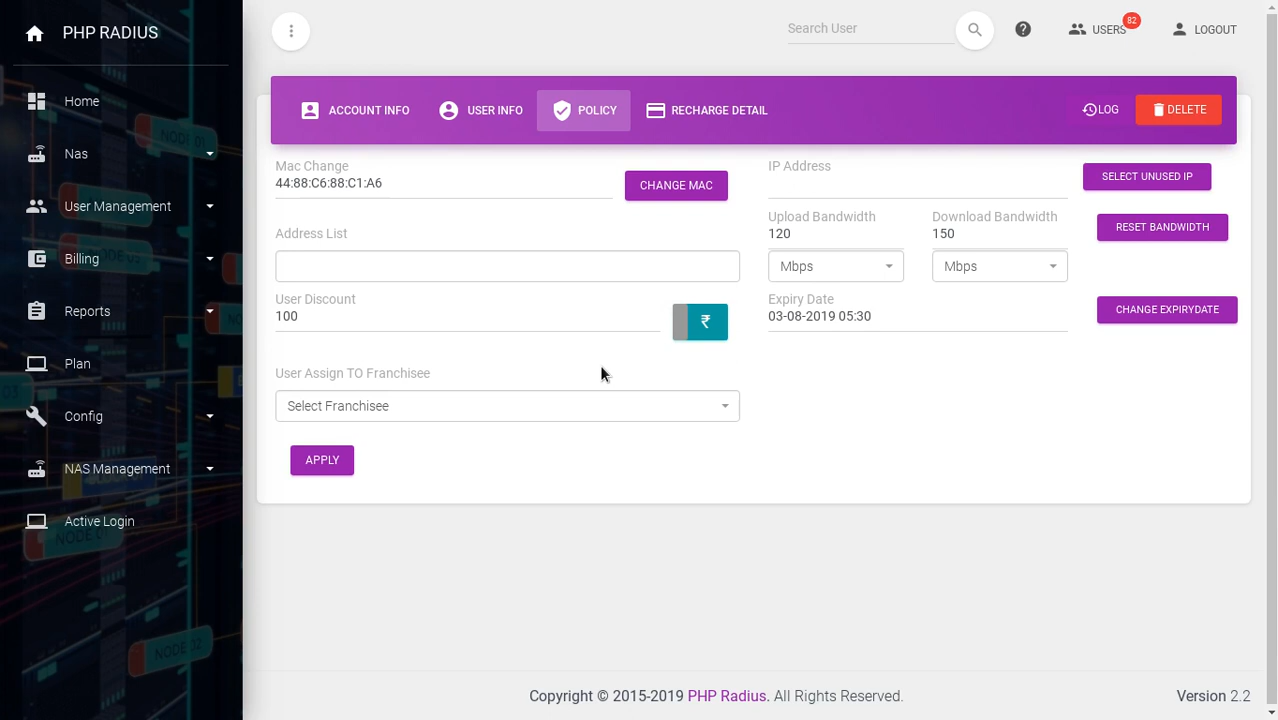 PHP RADIUS
Home
Nas
User Management
Billing
Reports
Plan
Config
NAS Management
Active Login
NODE 01
NODE 02
Search User
USERS 82
LOGOUT
ACCOUNT INFO USER INFO POLICY RECHARGE DETAIL LOG DELETE
Mac Change
44:88:C6:88:C1:A6
CHANGE MAC
IP Address
SELECT UNUSED IP
Address List
Upload Bandwidth
120
Mbps
Download Bandwidth
150
Mbps
RESET BANDWIDTH
User Discount
100
₹
Expiry Date
03-08-2019 05:30
CHANGE EXPIRYDATE
User Assign TO Franchisee
Select Franchisee
APPLY
Copyright © 2015-2019 PHP Radius. All Rights Reserved.
Version 2.2